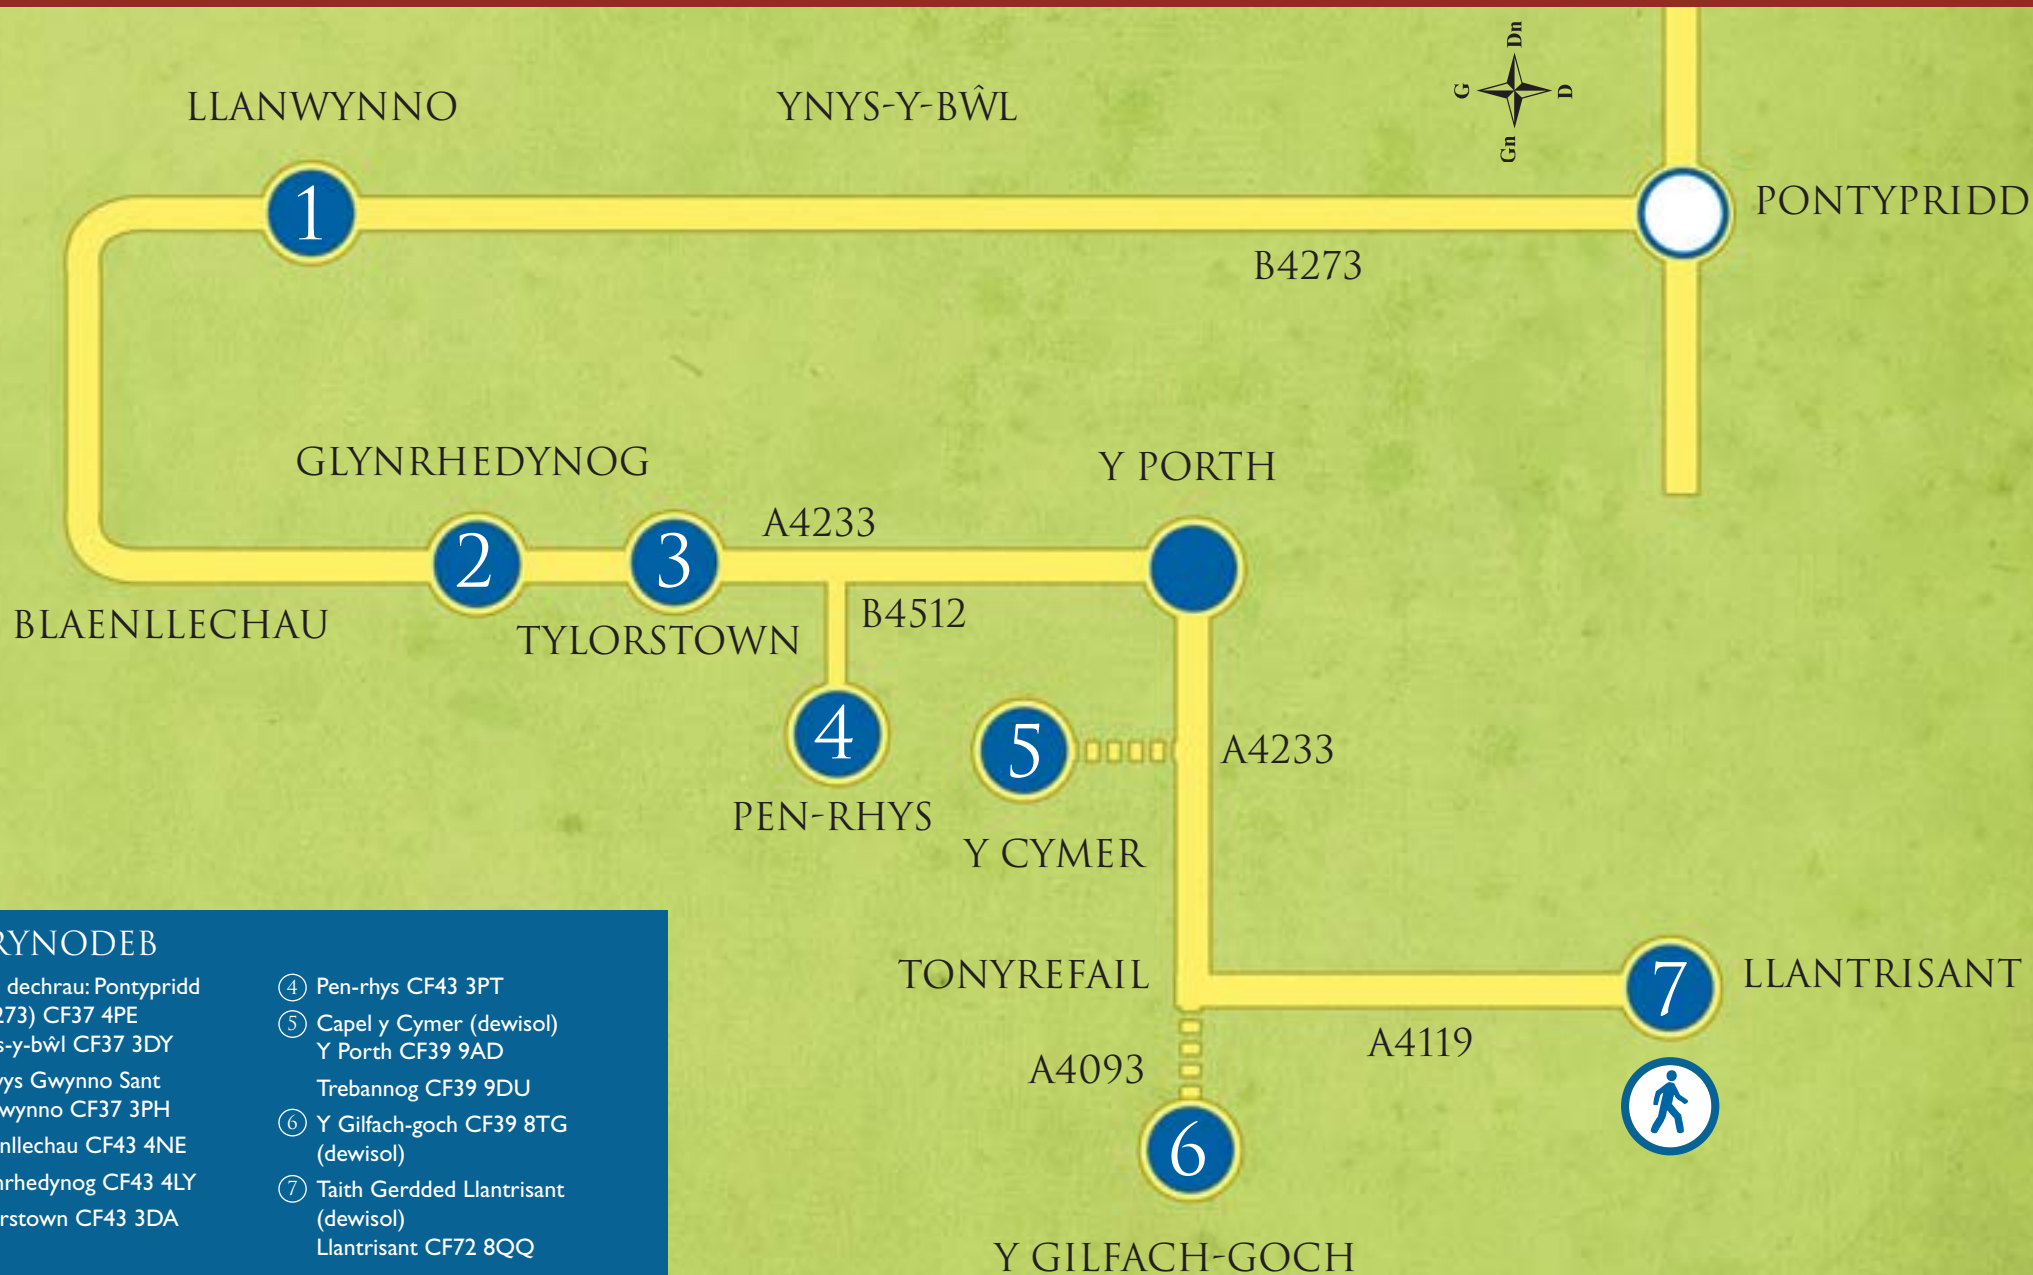 LLANWYNNO
YNYS-Y-BŴL
G
Dn
D
Gn
1
PONTYPRIDD
B4273
GLYNRHEDYNOG
Y PORTH
A4233
2
3
BLAENLLECHAU
TYLORSTOWN
B4512
4
5
A4233
PEN-RHYS
Y CYMER
TONYREFAIL
7
LLANTRISANT
A4093
A4119
6
Y GILFACH-GOCH
RYNODEB
dechrau: Pontypridd
273) CF37 4PE
s-y-bŵl CF37 3DY
ys Gwynno Sant
wynno CF37 3PH
nllechau CF43 4NE
nrhedynog CF43 4LY
rstown CF43 3DA
4 Pen-rhys CF43 3PT
5 Capel y Cymer (dewisol)
Y Porth CF39 9AD
Trebannog CF39 9DU
6 Y Gilfach-goch CF39 8TG
(dewisol)
7 Taith Gerdded Llantrisant
(dewisol)
Llantrisant CF72 8QQ